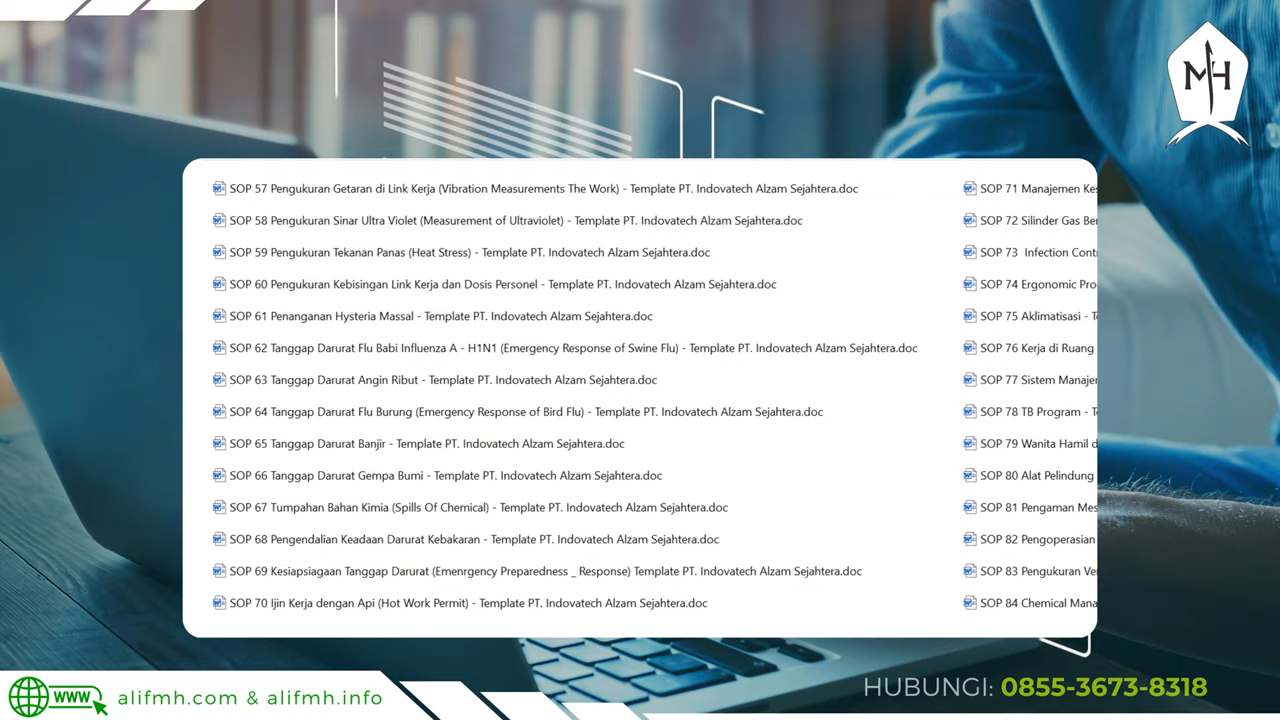 MH
SOP 57 Pengukuran Getaran di Link Kerja (Vibration Measurements The Work) - Template PT. Indovatech Alzam Sejahtera.doc
SOP 58 Pengukuran Sinar Ultra Violet (Measurement of Ultraviolet) - Template PT. Indovatech Alzam Sejahtera.doc
SOP 59 Pengukuran Tekanan Panas (Heat Stress) - Template PT. Indovatech Alzam Sejahtera.doc
SOP 60 Pengukuran Kebisingan Link Kerja dan Dosis Personel - Template PT. Indovatech Alzam Sejahtera.doc
SOP 61 Penanganan Hysteria Massal - Template PT. Indovatech Alzam Sejahtera.doc
SOP 62 Tanggap Darurat Flu Babi Influenza A - H1N1 (Emergency Response of Swine Flu) - Template PT. Indovatech Alzam Sejahtera.doc
SOP 63 Tanggap Darurat Angin Ribut - Template PT. Indovatech Alzam Sejahtera.doc
SOP 64 Tanggap Darurat Flu Burung (Emergency Response of Bird Flu) - Template PT. Indovatech Alzam Sejahtera.doc
SOP 65 Tanggap Darurat Banjir - Template PT. Indovatech Alzam Sejahtera.doc
SOP 66 Tanggap Darurat Gempa Bumi - Template PT. Indovatech Alzam Sejahtera.doc
SOP 67 Tumpahan Bahan Kimia (Spills Of Chemical) - Template PT. Indovatech Alzam Sejahtera.doc
SOP 68 Pengendalian Keadaan Darurat Kebakaran - Template PT. Indovatech Alzam Sejahtera.doc
SOP 69 Kesiapsiagaan Tanggap Darurat (Emenrgency Preparedness _ Response) Template PT. Indovatech Alzam Sejahtera.doc
SOP 70 Ijin Kerja dengan Api (Hot Work Permit) - Template PT. Indovatech Alzam Sejahtera.doc
SOP 71 Manajemen
SOP 72 Silinder Gas
SOP 73 Infection
SOP 74 Ergonomic
SOP 75 Aklimatisasi -
SOP 76 Kerja di Ruang
SOP 77 Sistem
SOP 78 TB Program -
SOP 79 Wanita Hamil
SOP 80 Alat Pelindung
SOP 81 Pengaman
SOP 82 Pengoperasian
SOP 83 Pengukuran
SOP 84 Chemical
WWW alifmh.com & alifmh.info
HUBUNGI: 0855-3673-8318